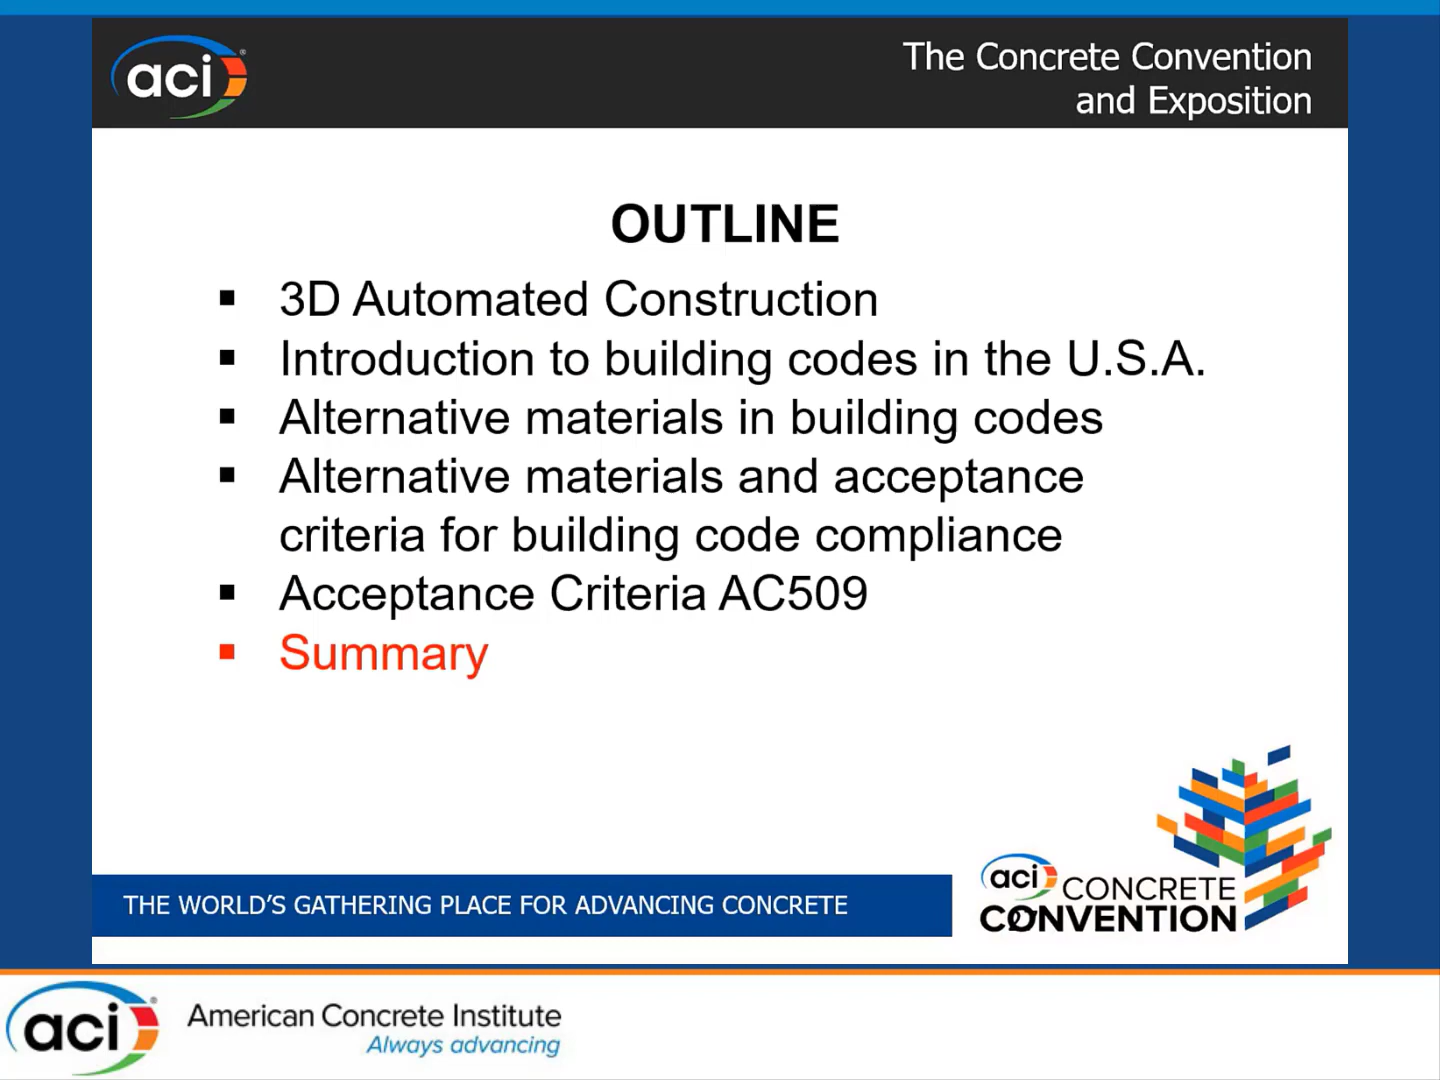 aci
The Concrete Convention
and Exposition
OUTLINE
▪ 3D Automated Construction
▪ Introduction to building codes in the U.S.A.
▪ Alternative materials in building codes
▪ Alternative materials and acceptance
criteria for building code compliance
▪ Acceptance Criteria AC509
▪ Summary
THE WORLD'S GATHERING PLACE FOR ADVANCING CONCRETE
aci CONCRETE
CONVENTION
27
aci
American Concrete Institute
Always advancing